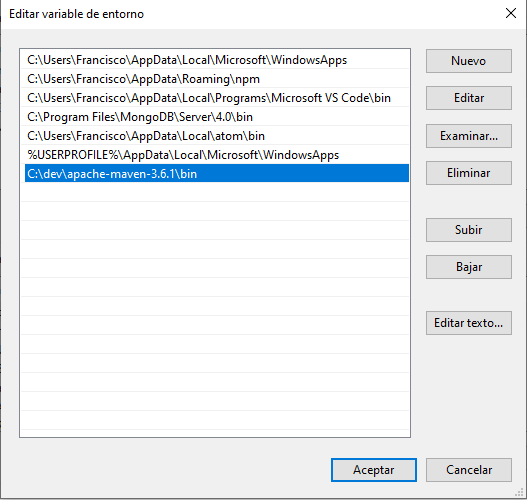 Editar variable de entorno
C:\Users\Francisco\AppData\Local\Microsoft\WindowsApps
C:\Users\Francisco\AppData\Roaming\npm
C:\Users\Francisco\AppData\Local\Programs\Microsoft VS Code\bin
C:\Program Files\MongoDB\Server\4.0\bin
C:\Users\Francisco\AppData\Local\atom\bin
%USERPROFILE%\AppData\Local\Microsoft\WindowsApps
C:\dev\apache-maven-3.6.1\bin
Nuevo
Editar
Examinar...
Eliminar
Subir
Bajar
Editar texto...
Aceptar
Cancelar